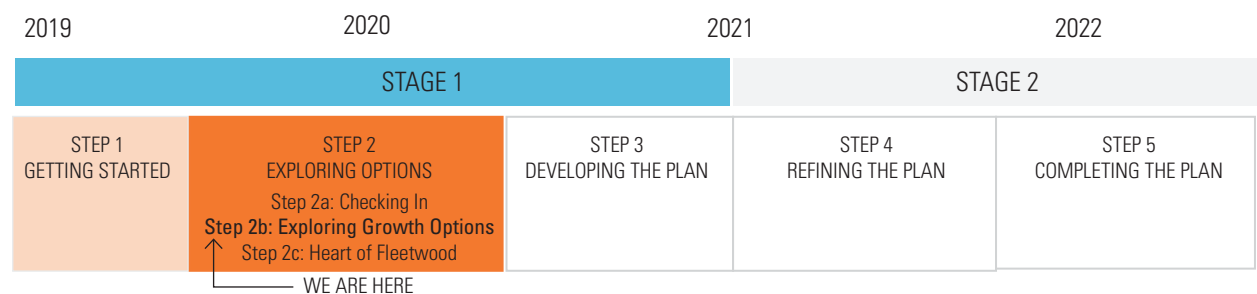 2019 2020 2021 2022
STAGE 1 STAGE 2
STEP 1
GETTING STARTED
STEP 2
EXPLORING OPTIONS
Step 2a: Checking In
Step 2b: Exploring Growth Options
Step 2c: Heart of Fleetwood
STEP 3
DEVELOPING THE PLAN
STEP 4
REFINING THE PLAN
STEP 5
COMPLETING THE PLAN
WE ARE HERE